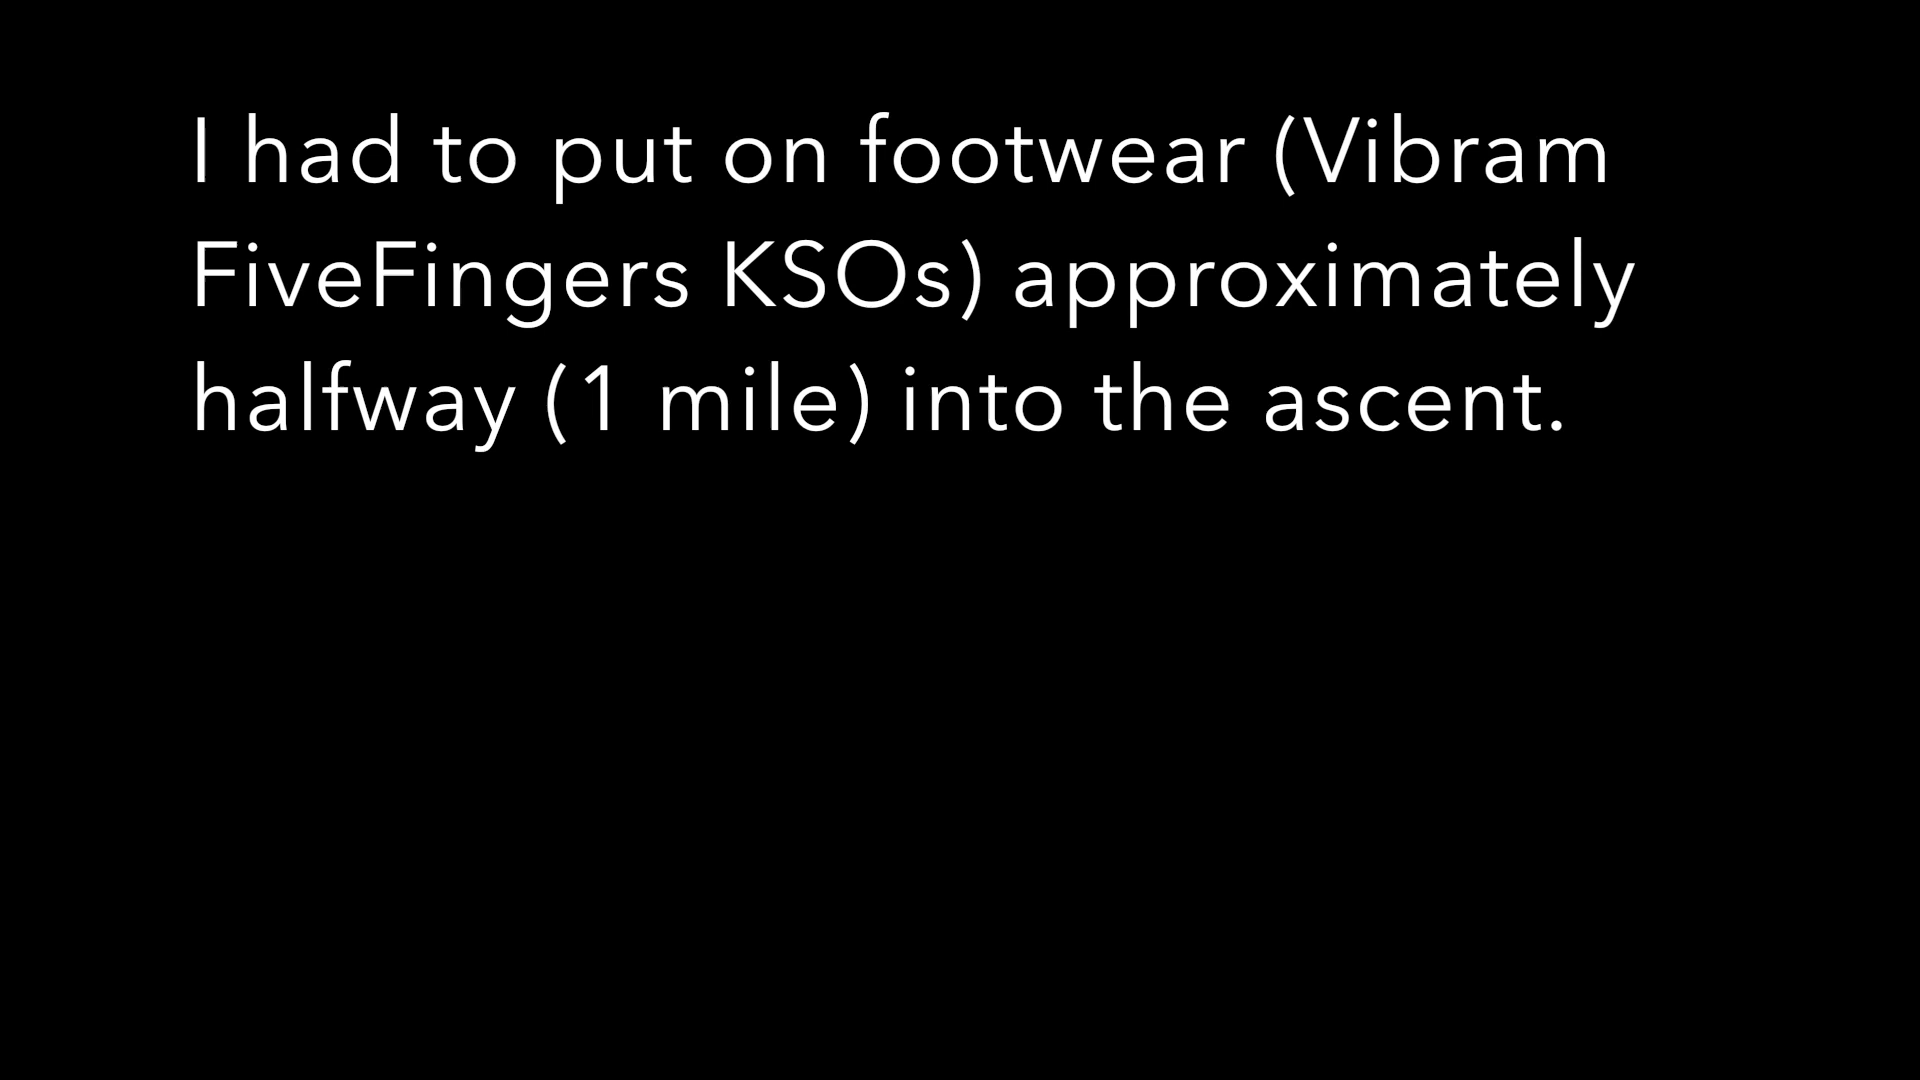 I had to put on footwear (Vibram
FiveFingers KSOs) approximately
halfway (1 mile) into the ascent.